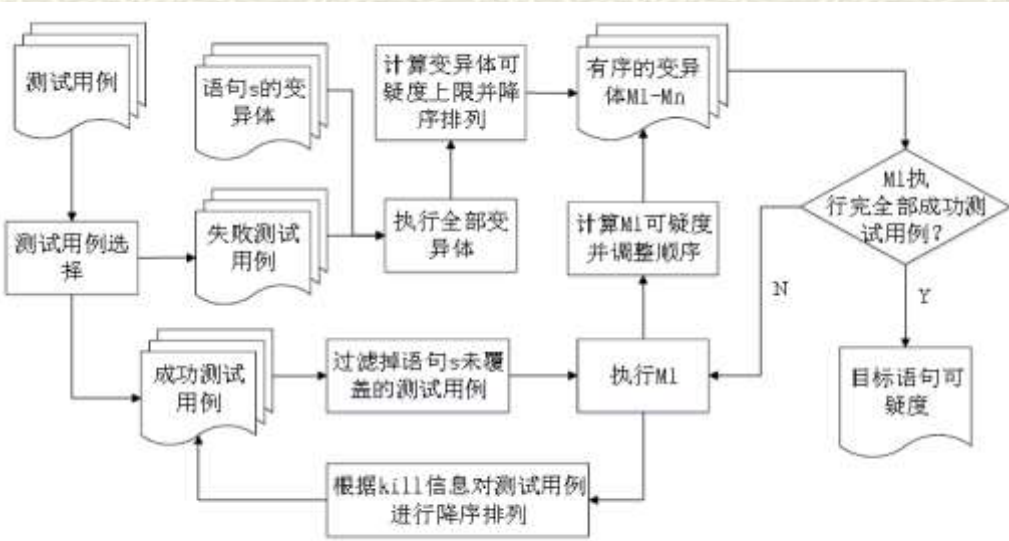 测试用例
语句s的变
异体
计算变异体可
疑度上限并降
序排列
有序的变异
体M1-Mn
M1执
行完全部成功测
试用例?
测试用例选
择
失败测试
用例
执行全部变
异体
计算M1可疑度
并调整顺序
N
Y
成功测试
用例
过滤掉语句s未覆
盖的测试用例
执行M1
目标语句可
疑度
根据kill信息对测试用例
进行降序排列